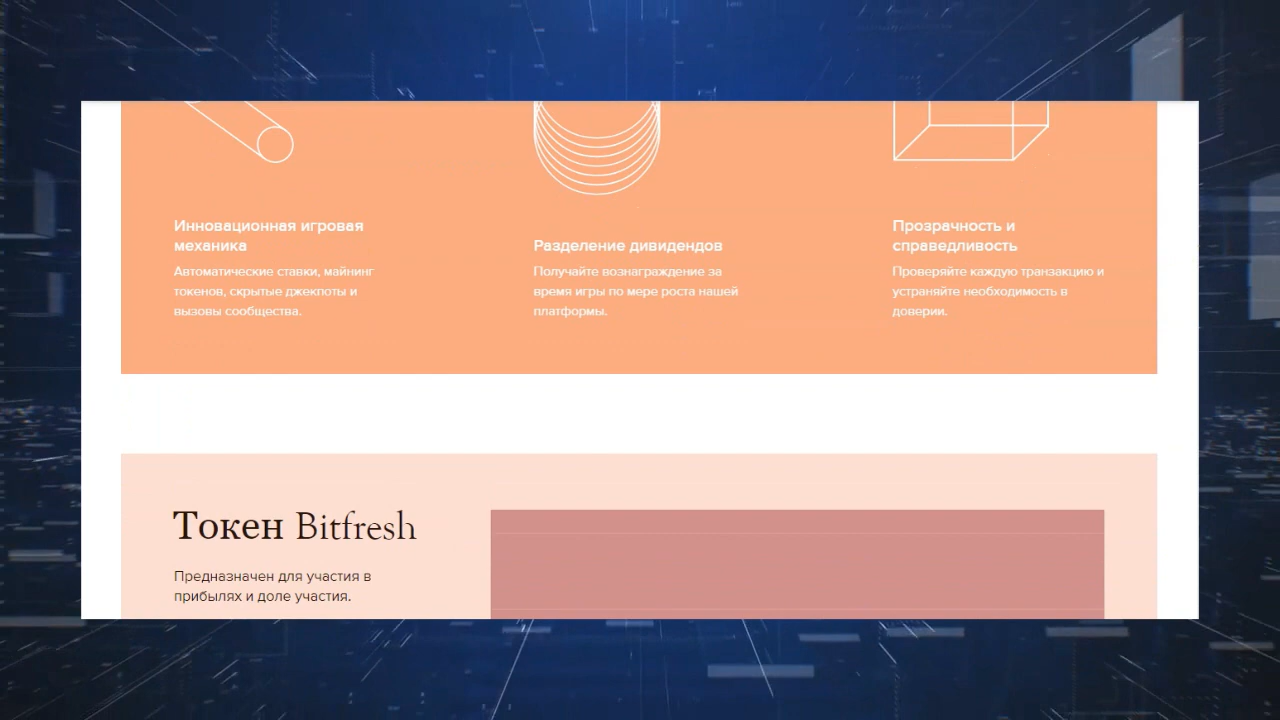 Инновационная игровая
механика
Автоматические ставки, майнинг
токенов, скрытые джекпоты и
вызовы сообщества.
Разделение дивидендов
Получайте вознаграждение за
время игры по мере роста нашей
платформы.
Прозрачность и
справедливость
Проверяйте каждую транзакцию и
устраняйте необходимость в
доверии.
Токен Bitfresh
Предназначен для участия в
прибылях и доле участия.